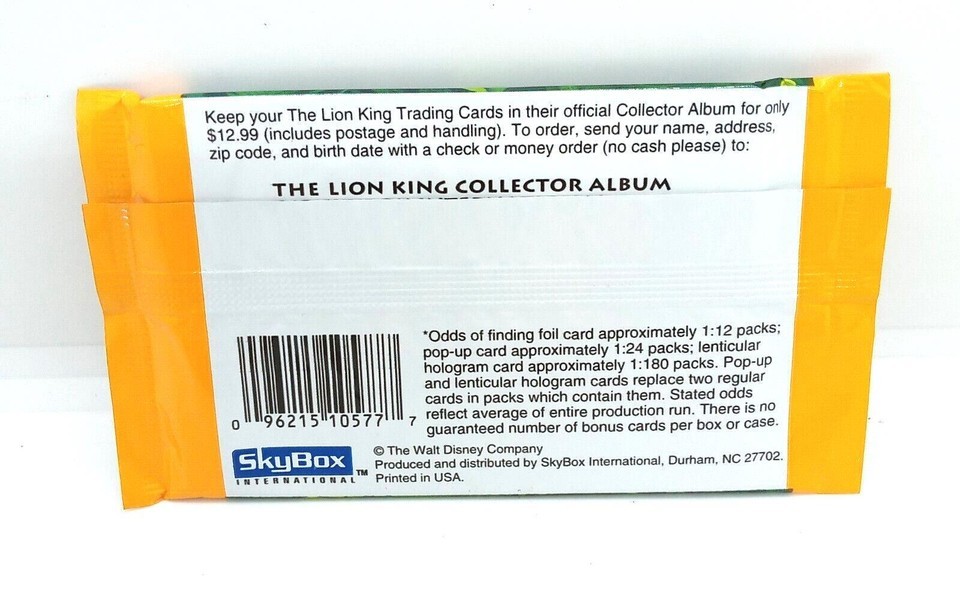 Keep your The Lion King Trading Cards in their official Collector Album for only
$12.99 (includes postage and handling). To order, send your name, address,
zip code, and birth date with a check or money order (no cash please) to:
THE LION KING COLLECTOR ALBUM
*Odds of finding foil card approximately 1:12 packs;
pop-up card approximately 1:24 packs; lenticular
hologram card approximately 1:180 packs. Pop-up
and lenticular hologram cards replace two regular
cards in packs which contain them. Stated odds
reflect average of entire production run. There is no
guaranteed number of bonus cards per box or case.
0 96215 10577 7
SkyBox
INTERNATIONAL™
© The Walt Disney Company
Produced and distributed by SkyBox International, Durham, NC 27702.
Printed in USA.